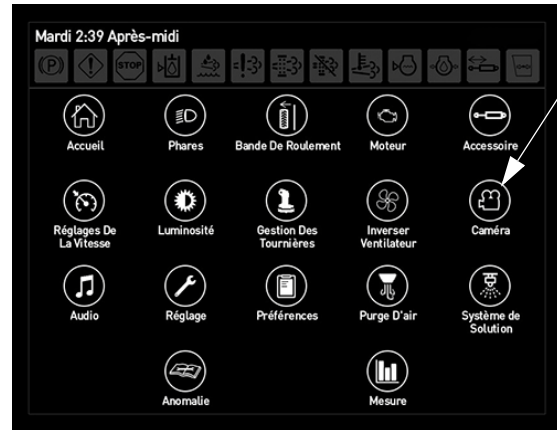 Mardi 2:39 Après-midi
(P) STOP
Accueil Phares Bande De Roulement Moteur Accessoire
Réglages De La Vitesse Luminosité Gestion Des Tournières Inverser Ventilateur Caméra
Audio Réglage Préférences Purge D'air Système de Solution
Anomalie Mesure